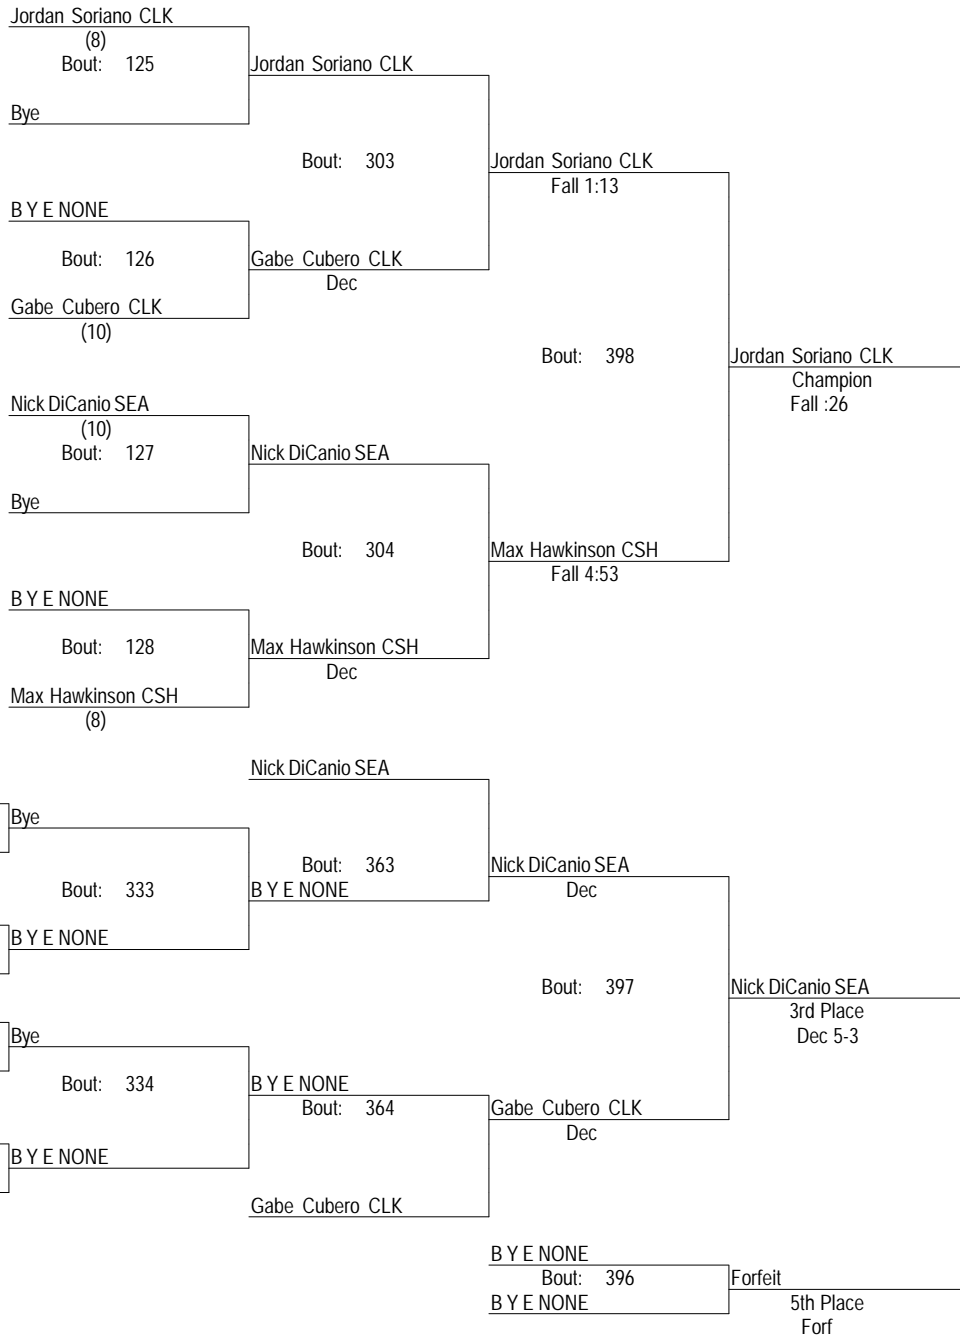 Jordan Soriano CLK
(8)
Bout: 125
Jordan Soriano CLK
Bye
Bout: 303
Jordan Soriano CLK
Fall 1:13
B Y E NONE
Bout: 126
Gabe Cubero CLK
Dec
Gabe Cubero CLK
(10)
Bout: 398
Jordan Soriano CLK
Champion
Fall :26
Nick DiCanio SEA
(10)
Bout: 127
Nick DiCanio SEA
Bye
Bout: 304
Max Hawkinson CSH
Fall 4:53
B Y E NONE
Bout: 128
Max Hawkinson CSH
Dec
Max Hawkinson CSH
(8)
Nick DiCanio SEA
Bye
Bout: 363
Nick DiCanio SEA
Dec
Bout: 333
B Y E NONE
B Y E NONE
Bout: 397
Nick DiCanio SEA
3rd Place
Dec 5-3
Bye
Bout: 334
B Y E NONE
Bout: 364
Gabe Cubero CLK
Dec
B Y E NONE
Gabe Cubero CLK
B Y E NONE
Bout: 396
Forfeit
B Y E NONE
5th Place
Forf